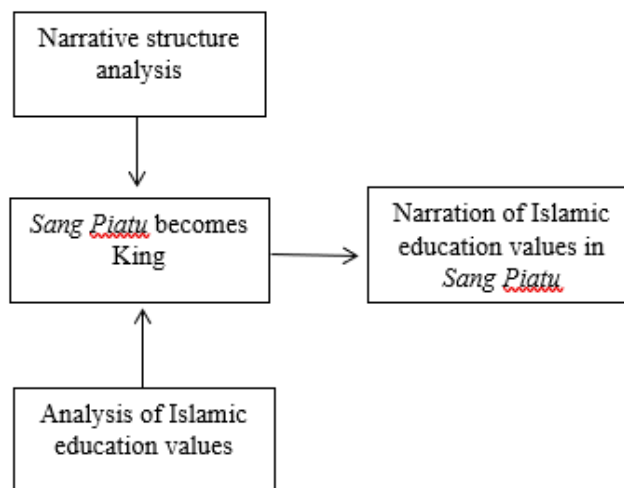 Narrative structure
analysis
Sang Piatu becomes
King
Narration of Islamic
education values in
Sang Piatu
Analysis of Islamic
education values